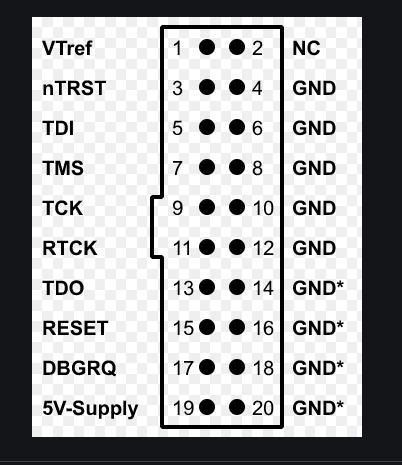 VTref 1 2 NC
nTRST 3 4 GND
TDI 5 6 GND
TMS 7 8 GND
TCK 9 10 GND
RTCK 11 12 GND
TDO 13 14 GND*
RESET 15 16 GND*
DBGRQ 17 18 GND*
5V-Supply 19 20 GND*